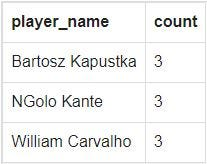 player_name count
Bartosz Kapustka 3
NGolo Kante 3
William Carvalho 3